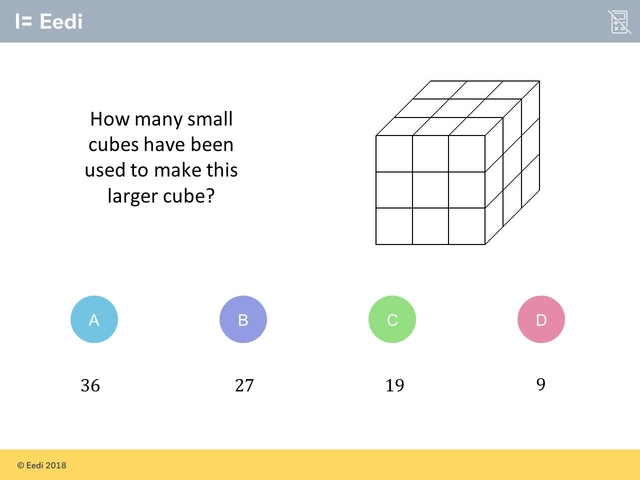 I= Eedi
How many small
cubes have been
used to make this
larger cube?
A
B
C
D
36
27
19
9
© Eedi 2018